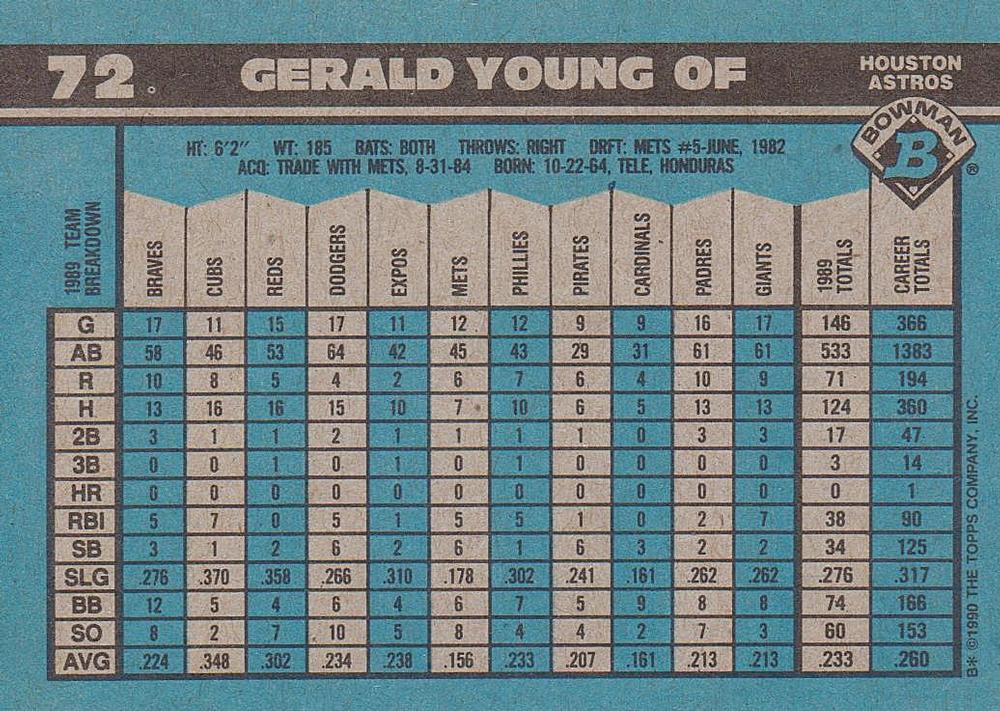 72 GERALD YOUNG OF HOUSTON ASTROS
BOWMAN
B ®
HT: 6'2" WT: 185 BATS: BOTH THROWS: RIGHT DRFT: METS #5-JUNE, 1982
ACQ: TRADE WITH METS, 8-31-84 BORN: 10-22-64, TELE, HONDURAS
1989 TEAM BREAKDOWN BRAVES CUBS REDS DODGERS EXPOS METS PHILLIES PIRATES CARDINALS PADRES GIANTS 1989 TOTALS CAREER TOTALS
G 17 11 15 17 11 12 12 9 9 16 17 146 366
AB 58 46 53 64 42 45 43 29 31 61 61 533 1383
R 10 8 5 4 2 6 7 6 4 10 9 71 194
H 13 16 16 15 10 7 10 6 5 13 13 124 360
2B 3 1 1 2 1 1 1 1 0 3 3 17 47
3B 0 0 1 0 1 0 1 0 0 0 0 3 14
HR 0 0 0 0 0 0 0 0 0 0 0 0 1
RBI 5 7 0 5 1 5 5 1 0 2 7 38 90
SB 3 1 2 6 2 6 1 6 3 2 2 34 125
SLG .276 .370 .358 .266 .310 .178 .302 .241 .161 .262 .262 .276 .317
BB 12 5 4 6 4 6 7 5 9 8 8 74 166
SO 8 2 7 10 5 8 4 4 2 7 3 60 153
AVG .224 .348 .302 .234 .238 .156 .233 .207 .161 .213 .213 .233 .260
B* ©1990 THE TOPPS COMPANY, INC.